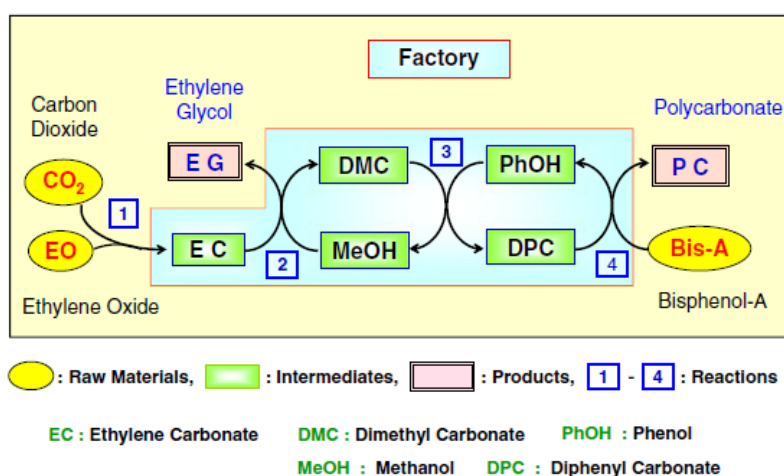 Factory
Carbon
Dioxide
Ethylene
Glycol
Polycarbonate
CO2
E G
DMC
3
PhOH
P C
1
EO
E C
2
MeOH
DPC
4
Bis-A
Ethylene Oxide
Bisphenol-A
: Raw Materials, : Intermediates, : Products, 1 - 4 : Reactions
EC : Ethylene Carbonate DMC : Dimethyl Carbonate PhOH : Phenol
MeOH : Methanol DPC : Diphenyl Carbonate